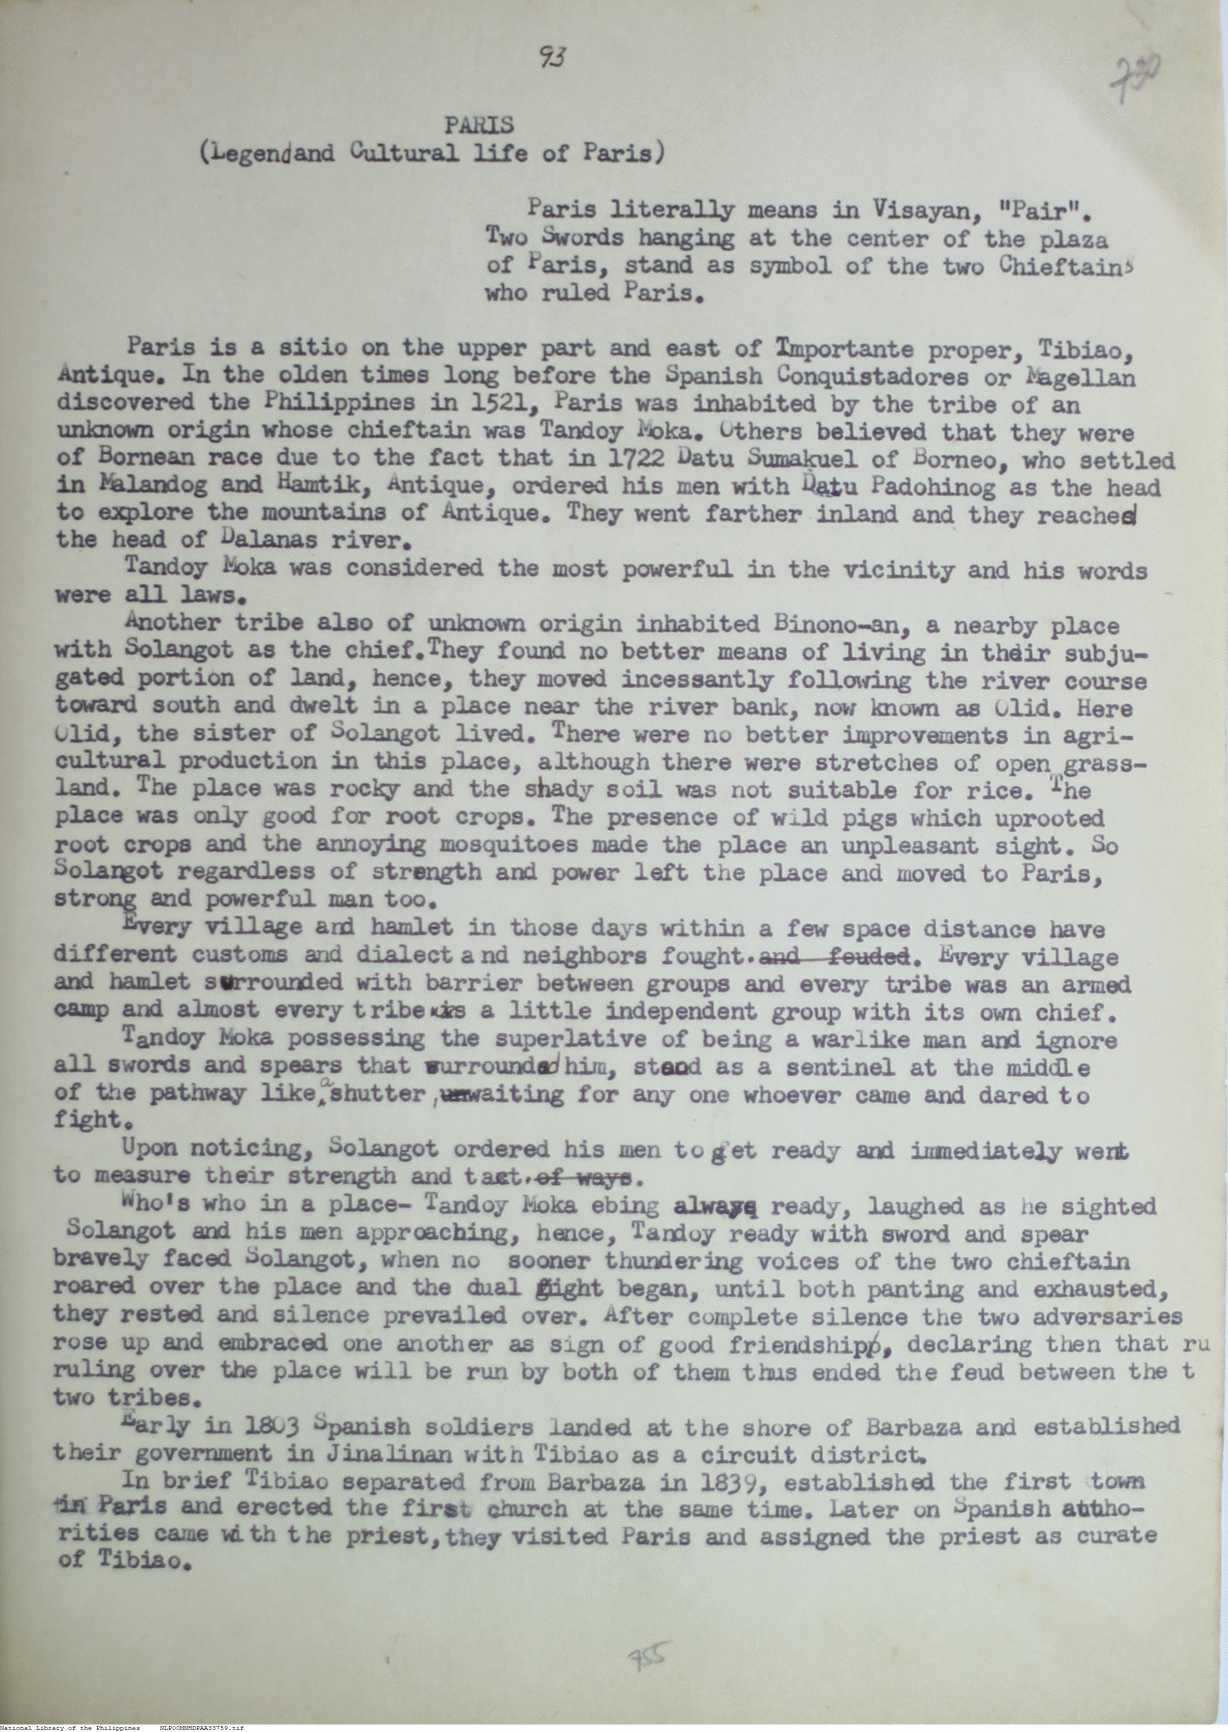 93
730
PARIS
(Legend and Cultural life of Paris)
Paris literally means in Visayan, "Pair".
Two Swords hanging at the center of the plaza
of Paris, stand as symbol of the two Chieftains
who ruled Paris.
Paris is a sitio on the upper part and east of Importante proper, Tibiao,
Antique. In the olden times long before the Spanish Conquistadores or Magellan
discovered the Philippines in 1521, Paris was inhabited by the tribe of an
unknown origin whose chieftain was Tandoy Moka. Others believed that they were
of Bornean race due to the fact that in 1722 Datu Sumakuel of Borneo, who settled
in Malandog and Hamtik, Antique, ordered his men with Datu Padohinog as the head
to explore the mountains of Antique. They went farther inland and they reached
the head of Dalanas river.
Tandoy Moka was considered the most powerful in the vicinity and his words
were all laws.
Another tribe also of unknown origin inhabited Binono-an, a nearby place
with Solangot as the chief.They found no better means of living in their subju-
gated portion of land, hence, they moved incessantly following the river course
toward south and dwelt in a place near the river bank, now known as Olid. Here
Olid, the sister of Solangot lived. There were no better improvements in agri-
cultural production in this place, although there were stretches of open grass-
land. The place was rocky and the shady soil was not suitable for rice. The
place was only good for root crops. The presence of wild pigs which uprooted
root crops and the annoying mosquitoes made the place an unpleasant sight. So
Solangot regardless of strength and power left the place and moved to Paris,
strong and powerful man too.
Every village and hamlet in those days within a few space distance have
different customs and dialect and neighbors fought. and feuded. Every village
and hamlet surrounded with barrier between groups and every tribe was an armed
camp and almost every tribe is a little independent group with its own chief.
Tandoy Moka possessing the superlative of being a warlike man and ignore
all swords and spears that surrounded him, stood as a sentinel at the middle
of the pathway like a shutter, waiting for any one whoever came and dared to
fight.
Upon noticing, Solangot ordered his men to get ready and immediately went
to measure their strength and tact. of ways.
Who's who in a place- Tandoy Moka ebing always ready, laughed as he sighted
Solangot and his men approaching, hence, Tandoy ready with sword and spear
bravely faced Solangot, when no sooner thundering voices of the two chieftain
roared over the place and the dual fight began, until both panting and exhausted,
they rested and silence prevailed over. After complete silence the two adversaries
rose up and embraced one another as sign of good friendship, declaring then that ru
ruling over the place will be run by both of them thus ended the feud between the t
two tribes.
Early in 1803 Spanish soldiers landed at the shore of Barbaza and established
their government in Jinalinan with Tibiao as a circuit district.
In brief Tibiao separated from Barbaza in 1839, established the first town
in Paris and erected the first church at the same time. Later on Spanish autho-
rities came with the priest, they visited Paris and assigned the priest as curate
of Tibiao.
755
National Library of the Philippines NLPOOMNMDPAA33759.tif